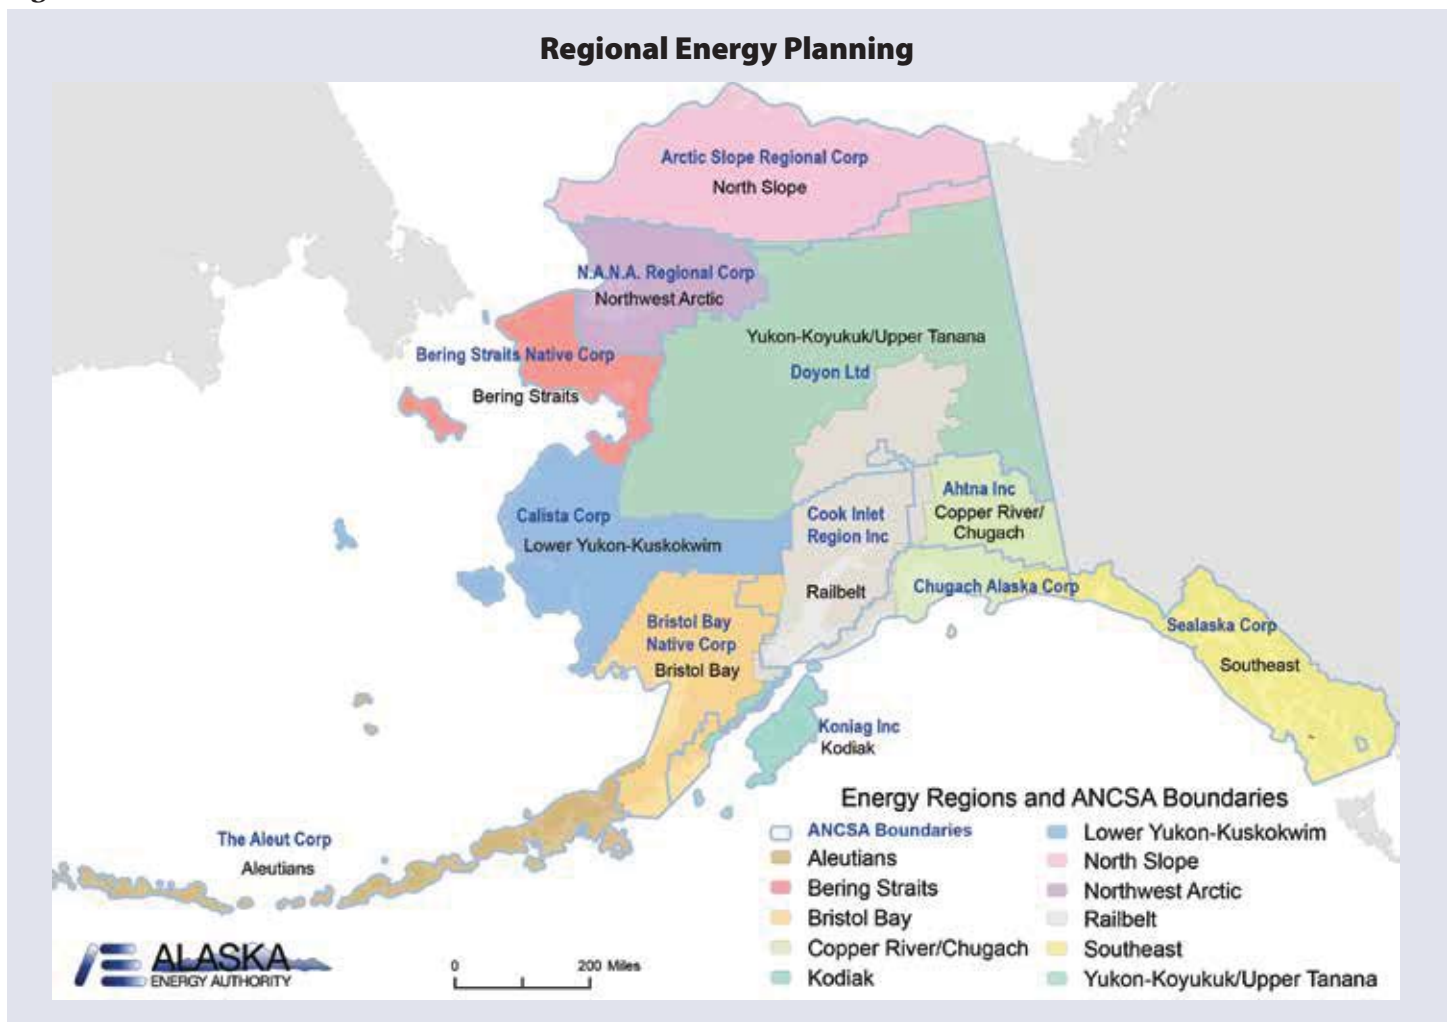 Regional Energy Planning
Arctic Slope Regional Corp
North Slope
N.A.N.A. Regional Corp
Northwest Arctic
Yukon-Koyukuk/Upper Tanana
Bering Straits Native Corp
Doyon Ltd
Bering Straits
Ahtna Inc
Copper River/
Chugach
Calista Corp
Cook Inlet
Region Inc
Lower Yukon-Kuskokwim
Railbelt
Chugach Alaska Corp
Bristol Bay
Native Corp
Bristol Bay
Sealaska Corp
Southeast
Koniag Inc
Kodiak
The Aleut Corp
Aleutians
Energy Regions and ANCSA Boundaries
ANCSA Boundaries
Aleutians
Bering Straits
Bristol Bay
Copper River/Chugach
Kodiak
Lower Yukon-Kuskokwim
North Slope
Northwest Arctic
Railbelt
Southeast
Yukon-Koyukuk/Upper Tanana
ALASKA
ENERGY AUTHORITY
0 200 Miles